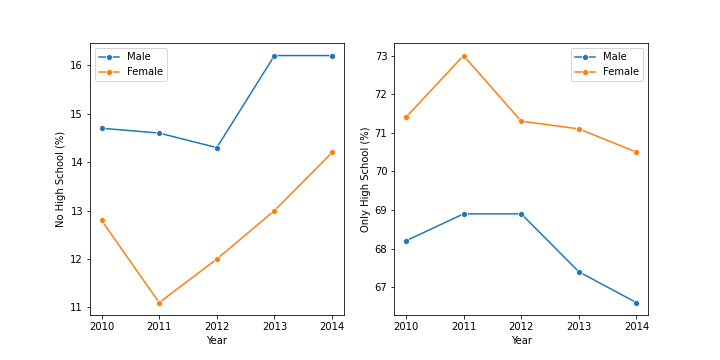 Male
Female
16
15
14
13
12
11
No High School (%)
2010 2011 2012 2013 2014
Year
Male
Female
73
72
71
70
69
68
67
Only High School (%)
2010 2011 2012 2013 2014
Year